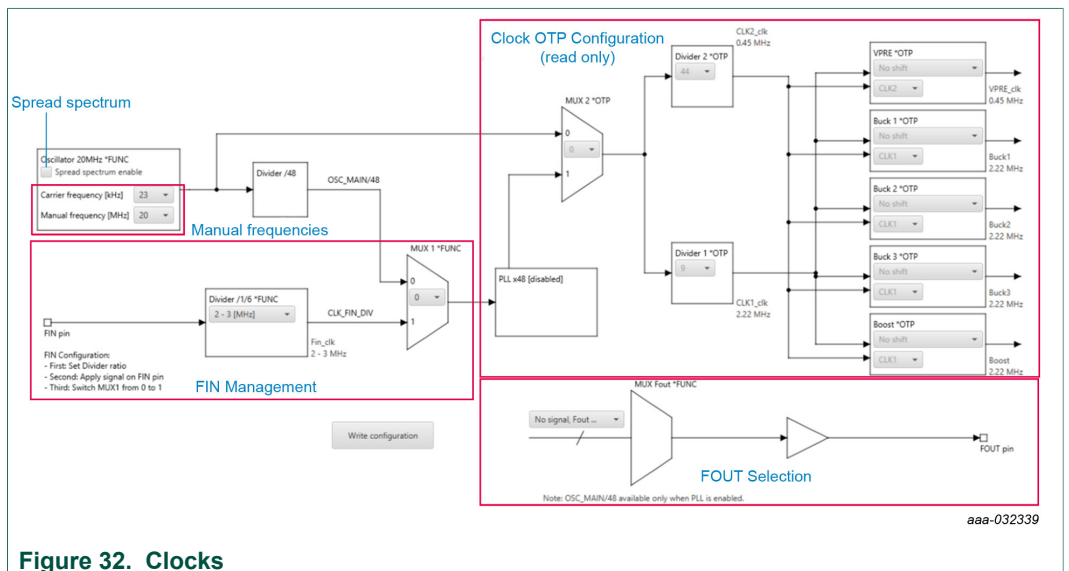 Clock OTP Configuration
(read only)
CLK2_clk
0.45 MHz
Divider 2 *OTP
44
VPRE *OTP
No shift
CLK2
VPRE_clk
0.45 MHz
Spread spectrum
MUX 2 *OTP
0
0
1
Buck 1 *OTP
No shift
CLK1
Buck1
2.22 MHz
Oscillator 20MHz *FUNC
Spread spectrum enable
Carrier frequency [kHz] 23
Manual frequency [MHz] 20
Divider /48
OSC_MAIN/48
Manual frequencies
Buck 2 *OTP
No shift
CLK1
Buck2
2.22 MHz
MUX 1 *FUNC
0
0
1
PLL x48 [disabled]
Divider 1 *OTP
9
CLK1_clk
2.22 MHz
Buck 3 *OTP
No shift
CLK1
Buck3
2.22 MHz
Divider /1/6 *FUNC
2 - 3 [MHz]
CLK_FIN_DIV
Fin_clk
2 - 3 MHz
FIN pin
FIN Configuration:
- First: Set Divider ratio
- Second: Apply signal on FIN pin
- Third: Switch MUX1 from 0 to 1
FIN Management
Boost *OTP
No shift
CLK1
Boost
2.22 MHz
MUX Fout *FUNC
No signal, Fout ...
FOUT pin
Write configuration
FOUT Selection
Note: OSC_MAIN/48 available only when PLL is enabled.
aaa-032339
Figure 32. Clocks